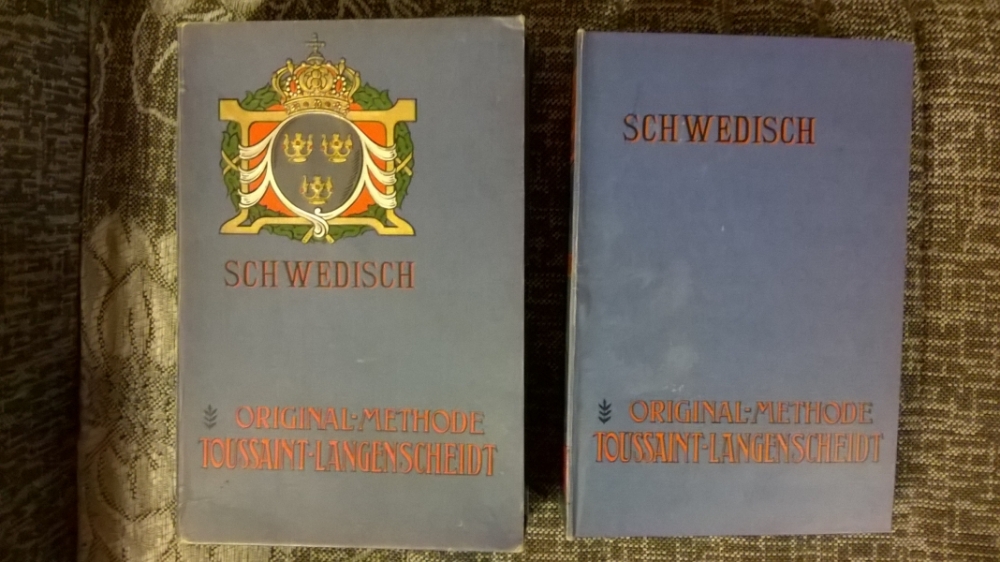 SCHWEDISCH
ORIGINAL-METHODE
TOUSSAINT-LANGENSCHEIDT
SCHWEDISCH
ORIGINAL-METHODE
TOUSSAINT-LANGENSCHEIDT